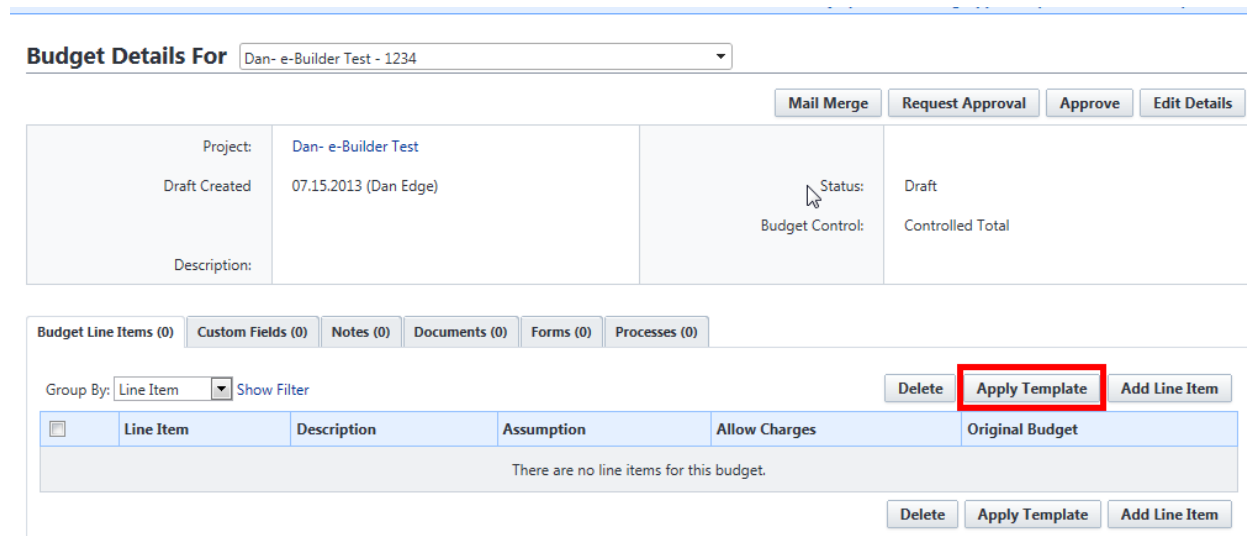 Budget Details For Dan- e-Builder Test - 1234
Mail Merge Request Approval Approve Edit Details
Project: Dan- e-Builder Test
Draft Created 07.15.2013 (Dan Edge) Status: Draft
Budget Control: Controlled Total
Description:
Budget Line Items (0) Custom Fields (0) Notes (0) Documents (0) Forms (0) Processes (0)
Group By: Line Item Show Filter Delete Apply Template Add Line Item
Line Item Description Assumption Allow Charges Original Budget
There are no line items for this budget.
Delete Apply Template Add Line Item